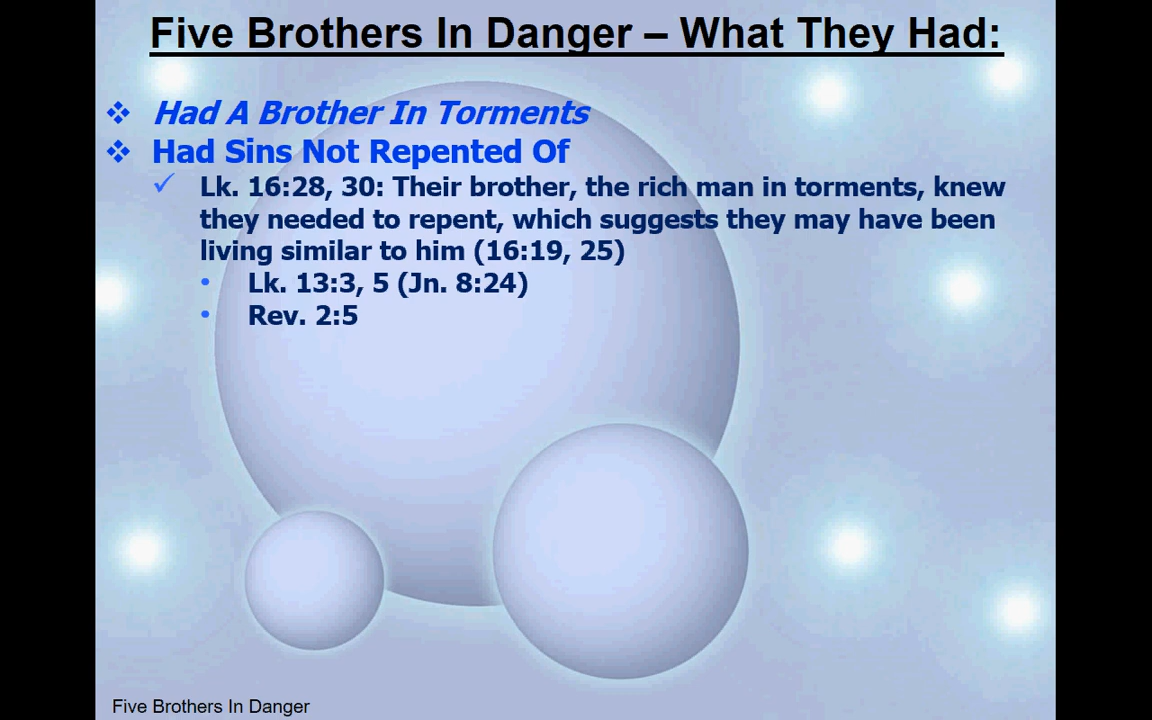 Five Brothers In Danger – What They Had:
❖ Had A Brother In Torments
❖ Had Sins Not Repented Of
✓ Lk. 16:28, 30: Their brother, the rich man in torments, knew
they needed to repent, which suggests they may have been
living similar to him (16:19, 25)
• Lk. 13:3, 5 (Jn. 8:24)
• Rev. 2:5
Five Brothers In Danger